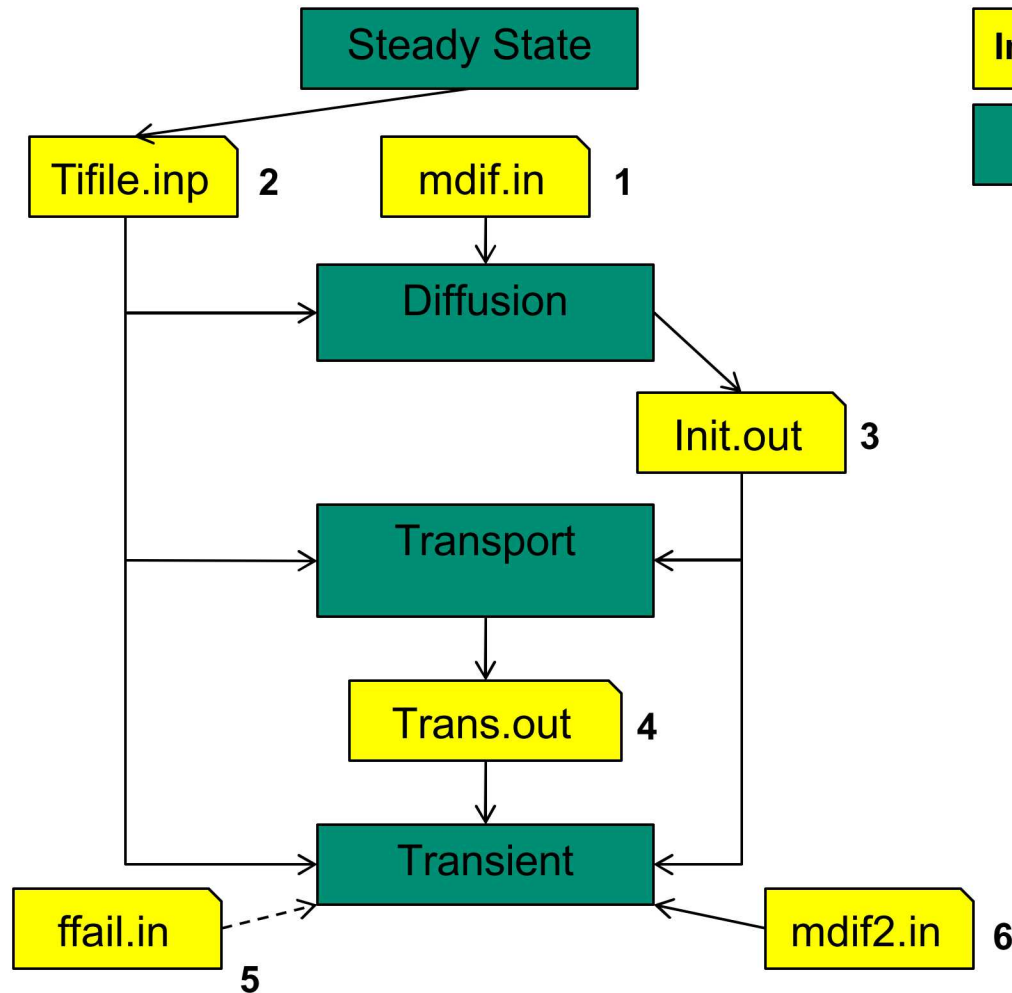 Steady State
Tifile.inp
2
mdif.in
1
Diffusion
Init.out
3
Transport
Trans.out
4
Transient
ffail.in
5
mdif2.in
6